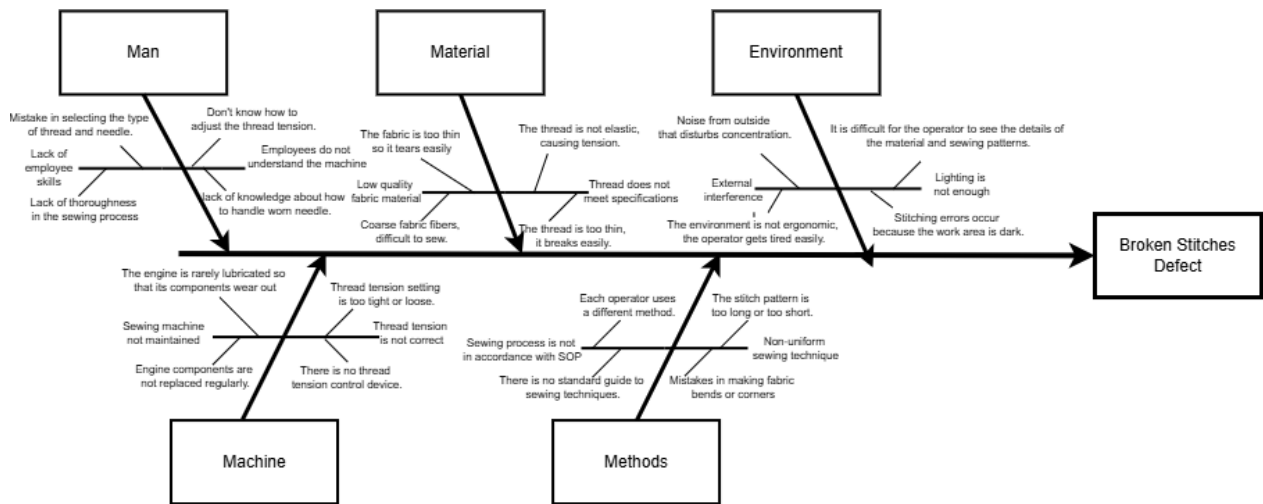 Man
Material
Environment
Mistake in selecting the type
of thread and needle.
Don't know how to
adjust the thread tension.
Lack of
employee
skills
Employees do not
understand the machine
Lack of thoroughness
in the sewing process
lack of knowledge about how
to handle worn needle.
The fabric is too thin
so it tears easily
The thread is not elastic,
causing tension.
Low quality
fabric material
Thread does not
meet specifications
Coarse fabric fibers,
difficult to sew.
The thread is too thin,
it breaks easily.
Noise from outside
that disturbs concentration.
It is difficult for the operator to see the details of
the material and sewing patterns.
External
interference
Lighting is
not enough
The environment is not ergonomic,
the operator gets tired easily.
Stitching errors occur
because the work area is dark.
Broken Stitches
Defect
The engine is rarely lubricated so
that its components wear out
Thread tension setting
is too tight or loose.
Sewing machine
not maintained
Thread tension
is not correct
Engine components are
not replaced regularly.
There is no thread
tension control device.
Each operator uses
a different method.
The stitch pattern is
too long or too short.
Sewing process is not
in accordance with SOP
Non-uniform
sewing technique
There is no standard guide to
sewing techniques.
Mistakes in making fabric
bends or corners
Machine
Methods